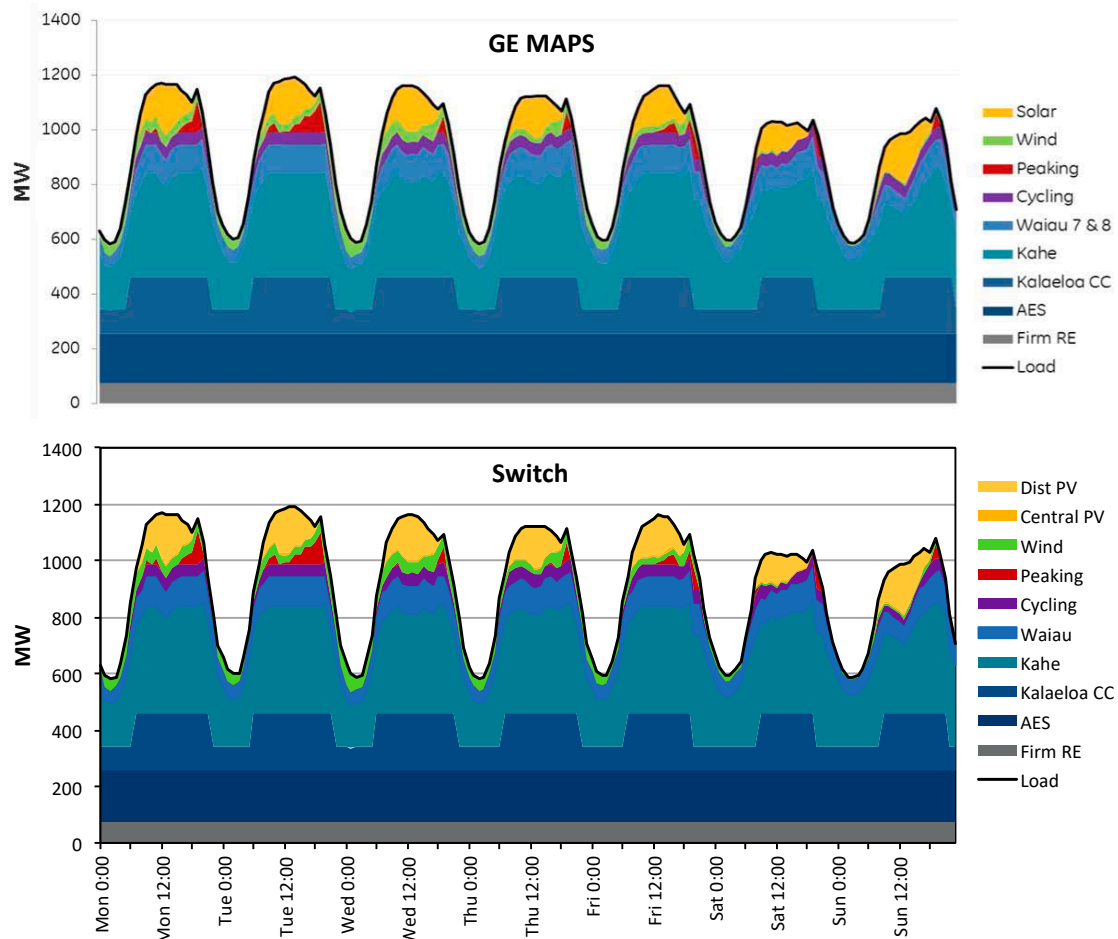 GE MAPS
MW
1400
1200
1000
800
600
400
200
0
Solar
Wind
Peaking
Cycling
Waiau 7 & 8
Kahe
Kalaeloa CC
AES
Firm RE
Load
Switch
MW
1400
1200
1000
800
600
400
200
0
Mon 0:00
Mon 12:00
Tue 0:00
Tue 12:00
Wed 0:00
Wed 12:00
Thu 0:00
Thu 12:00
Fri 0:00
Fri 12:00
Sat 0:00
Sat 12:00
Sun 0:00
Sun 12:00
Dist PV
Central PV
Wind
Peaking
Cycling
Waiau
Kahe
Kalaeloa CC
AES
Firm RE
Load